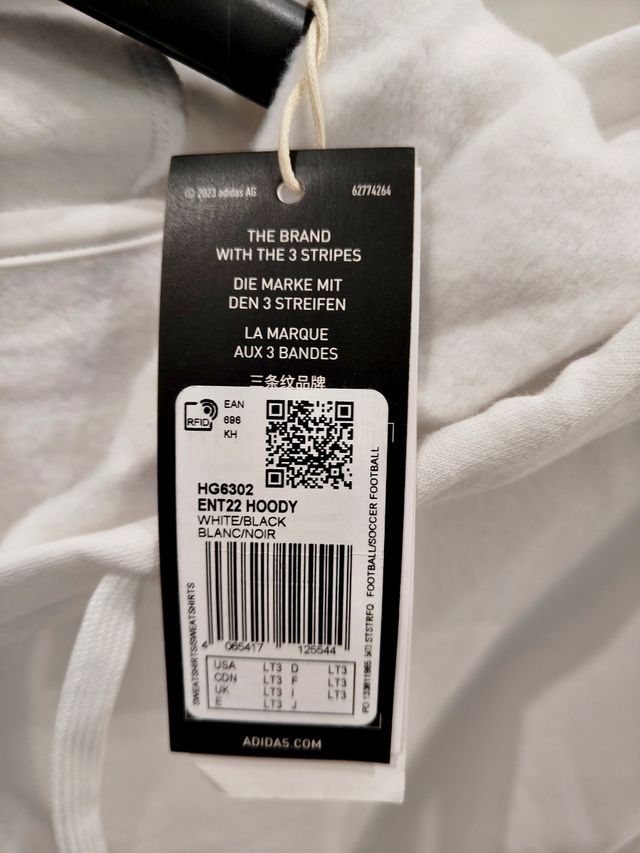 © 2023 adidas AG
62774264
THE BRAND
WITH THE 3 STRIPES
DIE MARKE MIT
DEN 3 STREIFEN
LA MARQUE
AUX 3 BANDES
三条纹品牌
RFID
EAN
696
KH
HG6302
ENT22 HOODY
WHITE/BLACK
BLANC/NOIR
4 065417 125544
USA LT3 D LT3
CDN LT3 F LT3
UK LT3 I LT3
E LT3 J
SWEATSHIRTS/SWEATSHIRTS
STSTRFQ FOOTBALL/SOCCER FOOTBALL
ADIDAS.COM